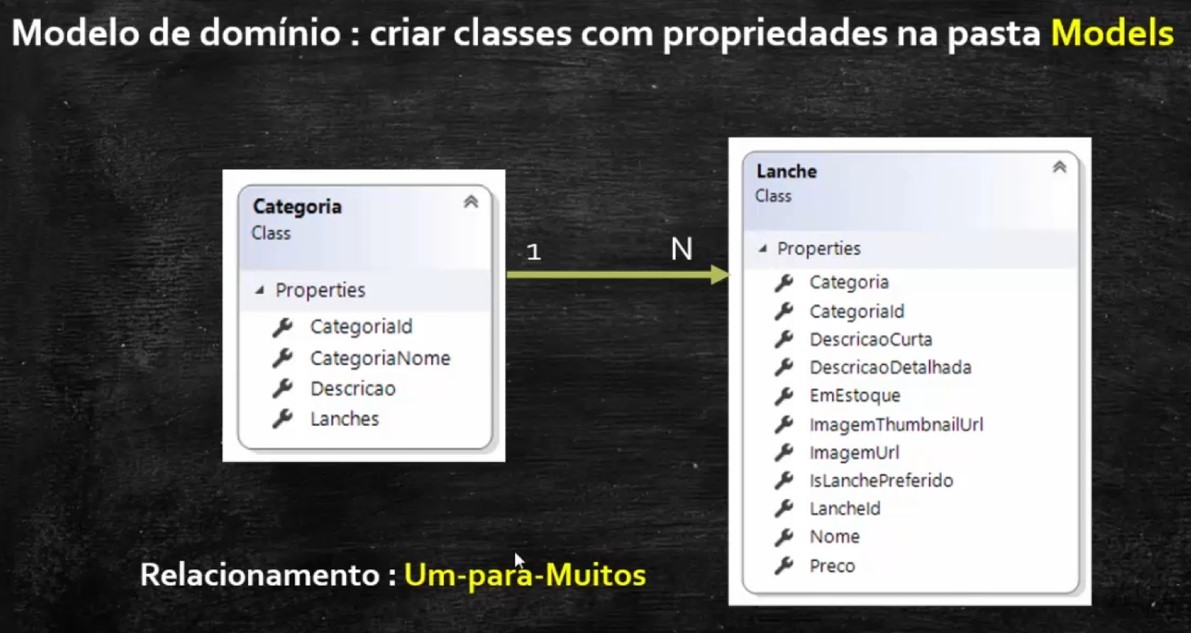 Modelo de domínio : criar classes com propriedades na pasta Models
Categoria
Class
Properties
CategoriaId
CategoriaNome
Descricao
Lanches
1
N
Lanche
Class
Properties
Categoria
CategoriaId
DescricaoCurta
DescricaoDetalhada
EmEstoque
ImagemThumbnailUrl
ImagemUrl
IsLanchePreferido
LancheId
Nome
Preco
Relacionamento : Um-para-Muitos